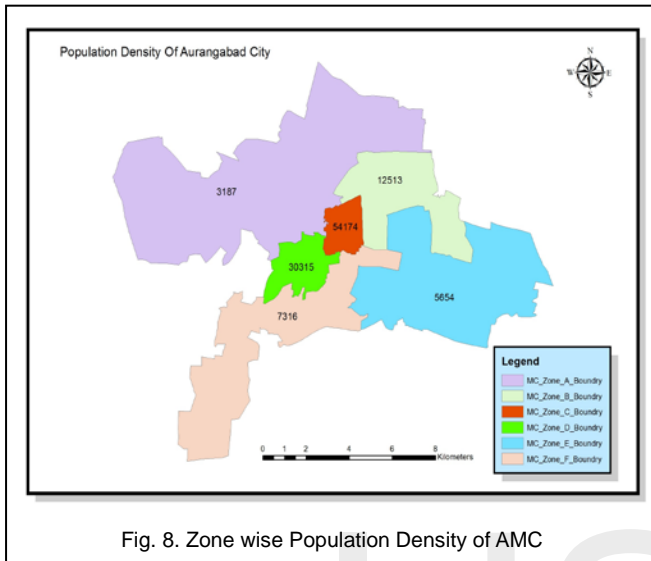 Population Density Of Aurangabad City
N
W E
S
3187
12513
54174
30315
5654
7316
Legend
MC_Zone_A_Boundry
MC_Zone_B_Boundry
MC_Zone_C_Boundry
MC_Zone_D_Boundry
MC_Zone_E_Boundry
MC_Zone_F_Boundry
0 1 2 4 6 8
Kilometers
Fig. 8. Zone wise Population Density of AMC